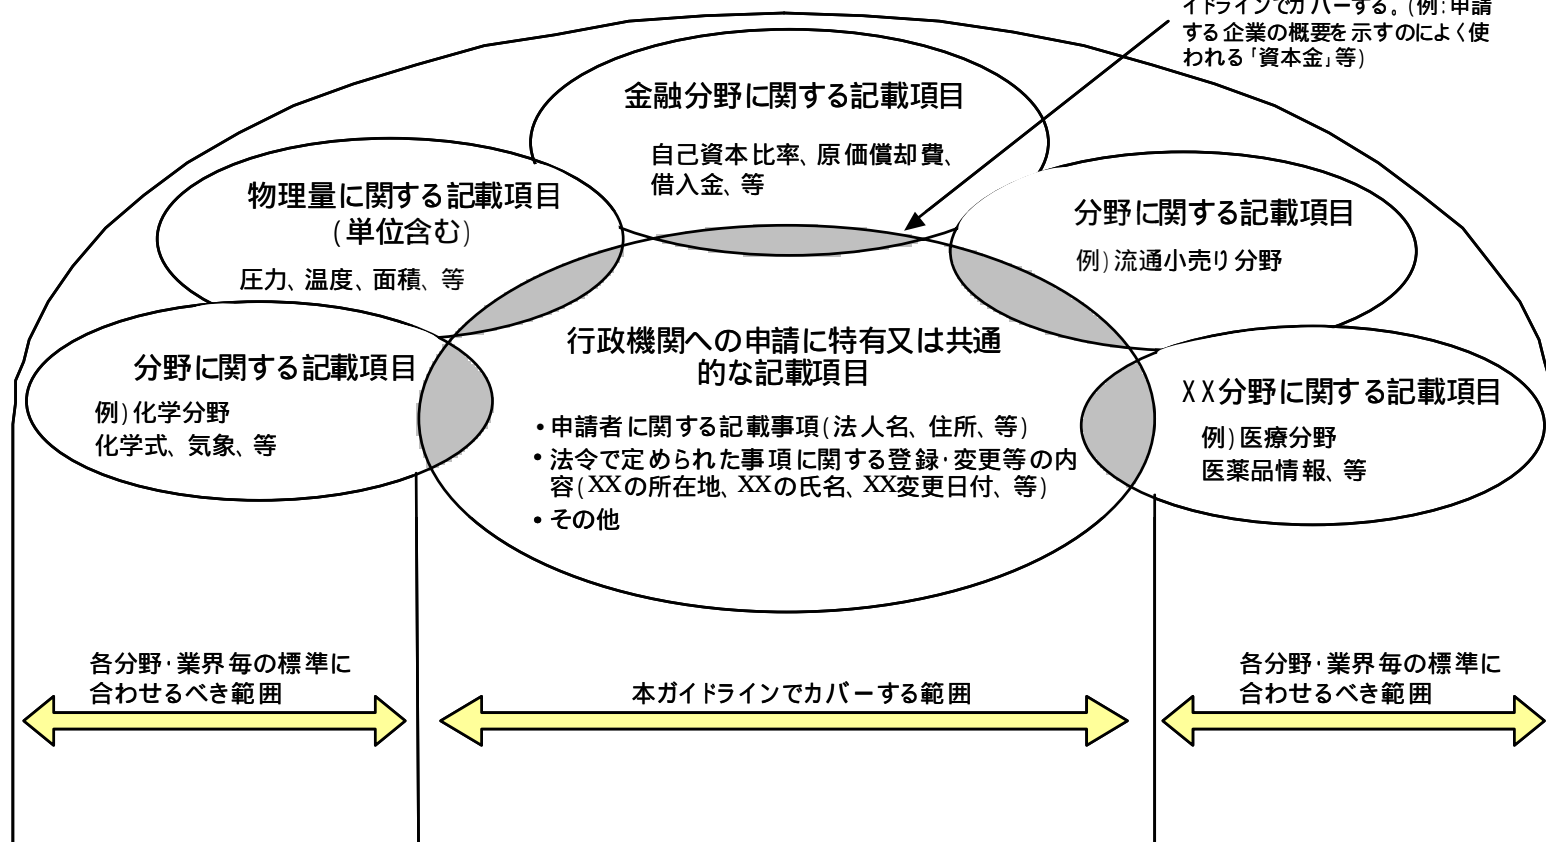 イドラインでカバーする。(例:申請
する企業の概要を示すのによく使
われる「資本金」等)
金融分野に関する記載項目
自己資本比率、原価償却費、
借入金、等
物理量に関する記載項目
(単位含む)
圧力、温度、面積、等
分野に関する記載項目
例)流通小売り分野
分野に関する記載項目
例)化学分野
化学式、気象、等
行政機関への申請に特有又は共通
的な記載項目
・申請者に関する記載事項(法人名、住所、等)
・法令で定められた事項に関する登録・変更等の内
容(XXの所在地、XXの氏名、XX変更日付、等)
・その他
XX分野に関する記載項目
例)医療分野
医薬品情報、等
各分野・業界毎の標準に
合わせるべき範囲
本ガイドラインでカバーする範囲
各分野・業界毎の標準に
合わせるべき範囲